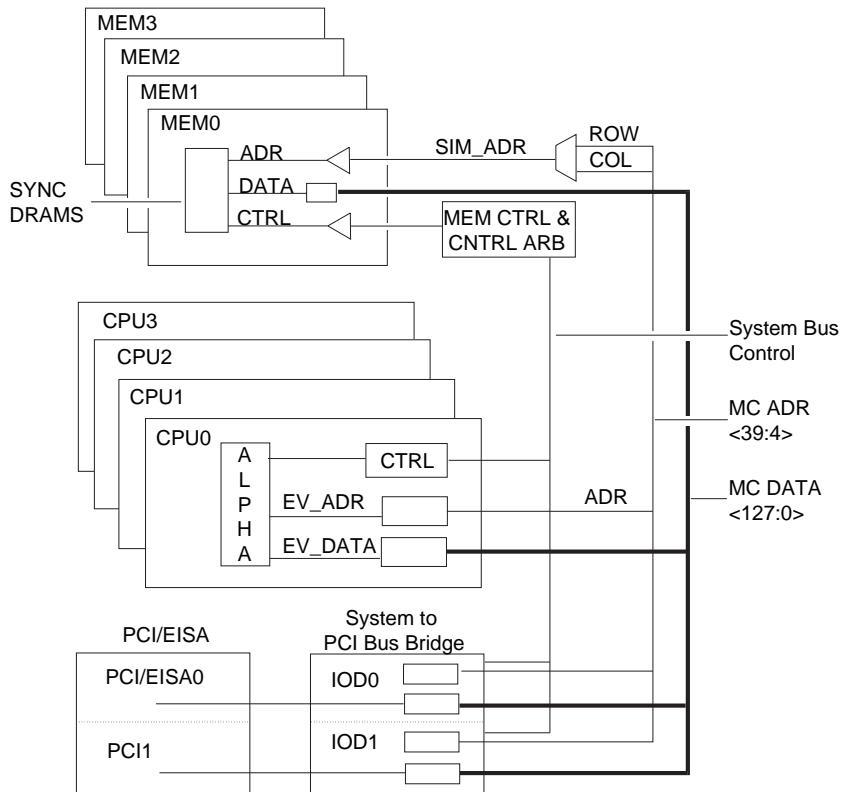 MEM3
MEM2
MEM1
MEM0
ADR
DATA
CTRL
SYNC
DRAMS
SIM_ADR
ROW
COL
MEM CTRL &
CNTRL ARB
System Bus
Control
MC ADR
<39:4>
MC DATA
<127:0>
CPU3
CPU2
CPU1
CPU0
A
L
P
H
A
CTRL
EV_ADR
EV_DATA
ADR
PCI/EISA
System to
PCI Bus Bridge
PCI/EISA0
IOD0
PCI1
IOD1